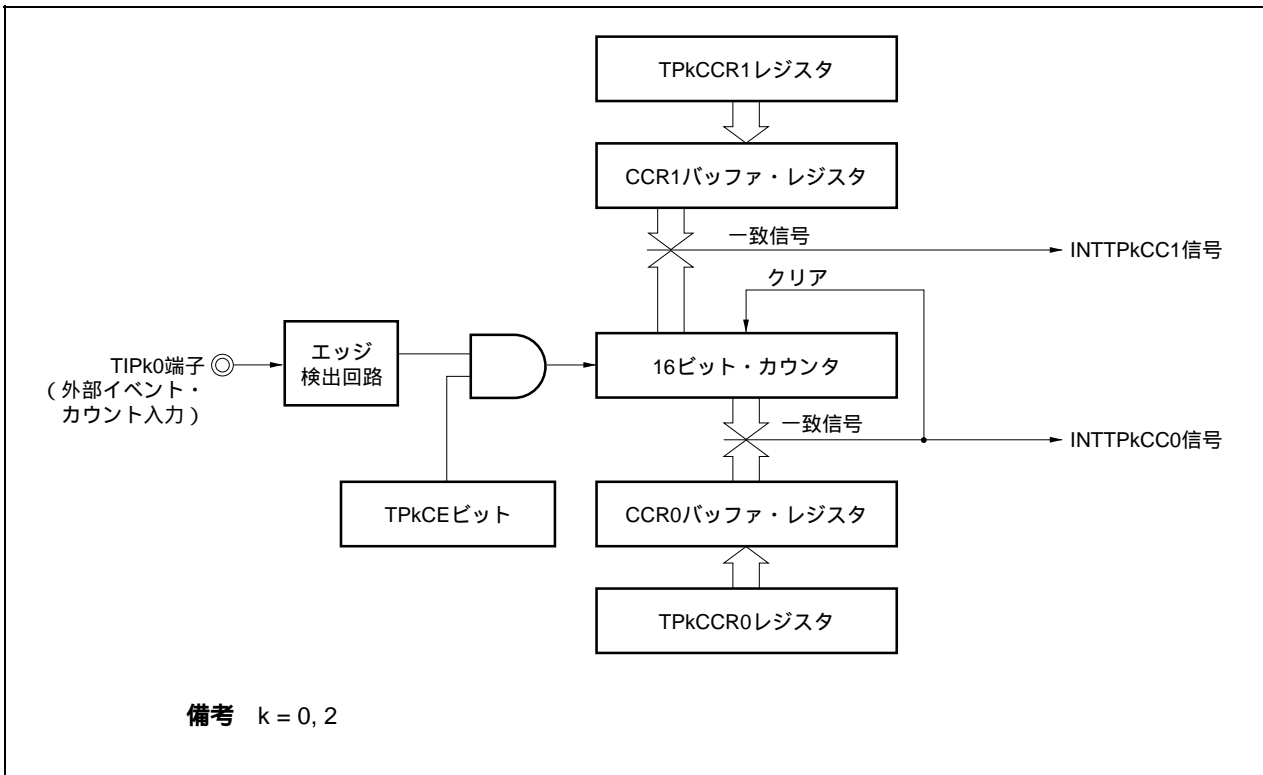 TPkCCR1レジスタ
CCR1バッファ・レジスタ
一致信号
INTTPkCC1信号
クリア
TIPk0端子
（外部イベント・
カウント入力）
エッジ
検出回路
16ビット・カウンタ
一致信号
INTTPkCC0信号
TPkCEビット
CCR0バッファ・レジスタ
TPkCCR0レジスタ
備考 k = 0, 2